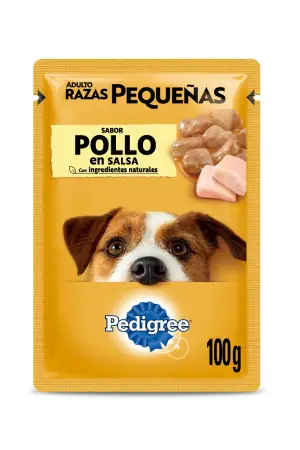 ADULTO
RAZAS PEQUEÑAS
SABOR
POLLO
en SALSA
Con ingredientes naturales
Pedigree
100g